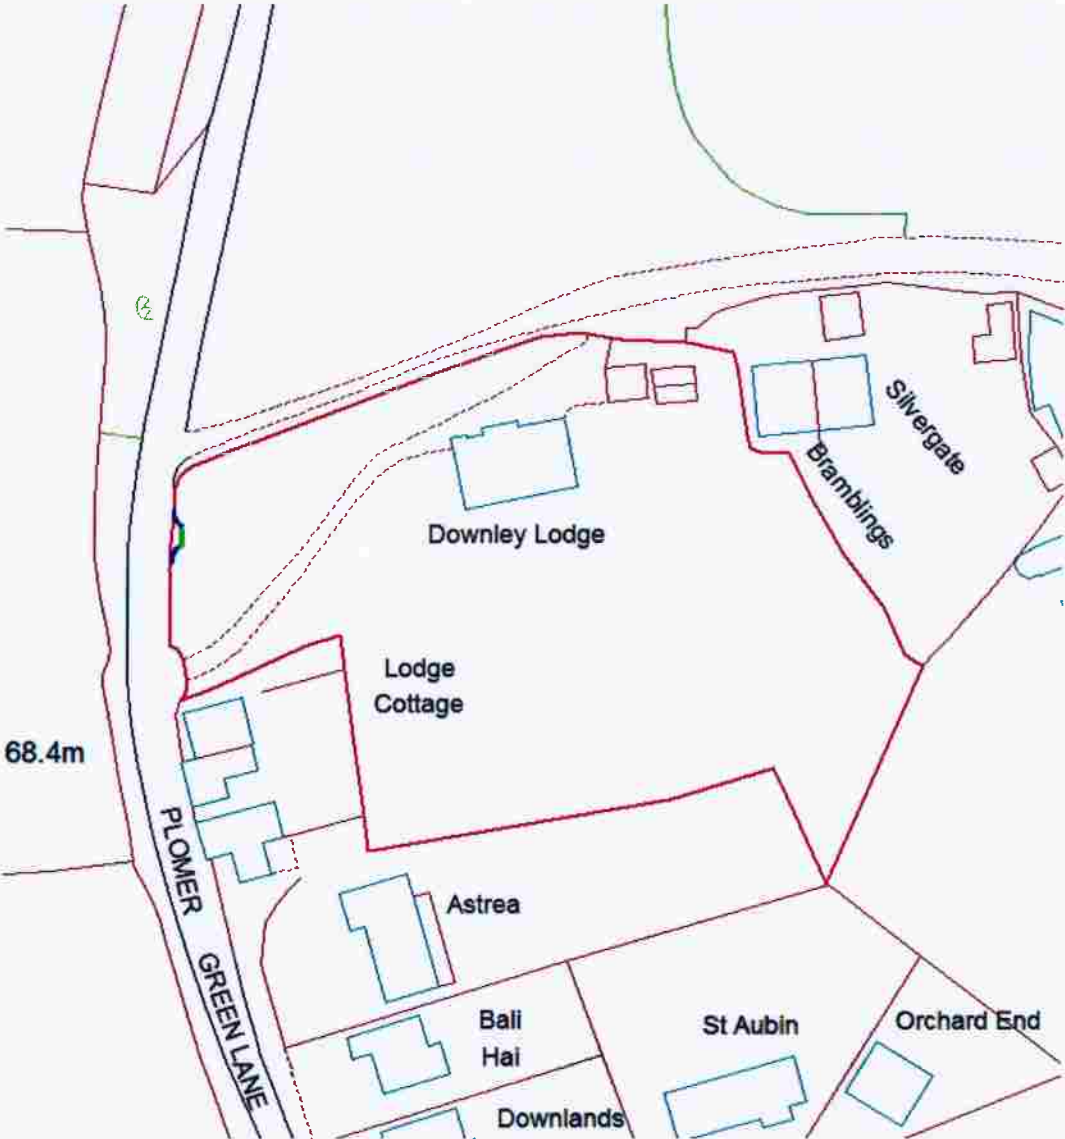 Silvergate
Bramblings
Downley Lodge
Lodge
Cottage
68.4m
PLOMER
GREEN LANE
Astrea
Bali
Hai
St Aubin
Orchard End
Downlands